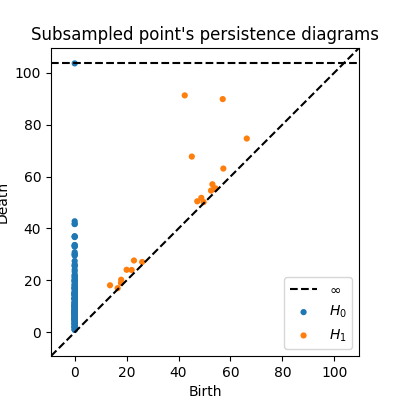 Subsampled point's persistence diagrams
100
80
60
40
20
0
Death
0 20 40 60 80 100
Birth
∞
H₀
H₁